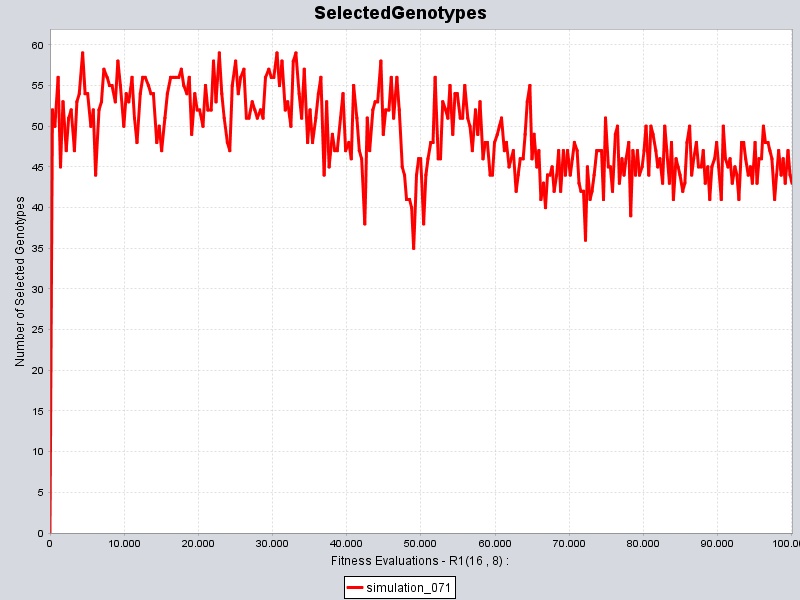 SelectedGenotypes
Number of Selected Genotypes
60
55
50
45
40
35
30
25
20
15
10
5
0
0 10.000 20.000 30.000 40.000 50.000 60.000 70.000 80.000 90.000 100.00
Fitness Evaluations - R1(16 , 8) :
simulation_071